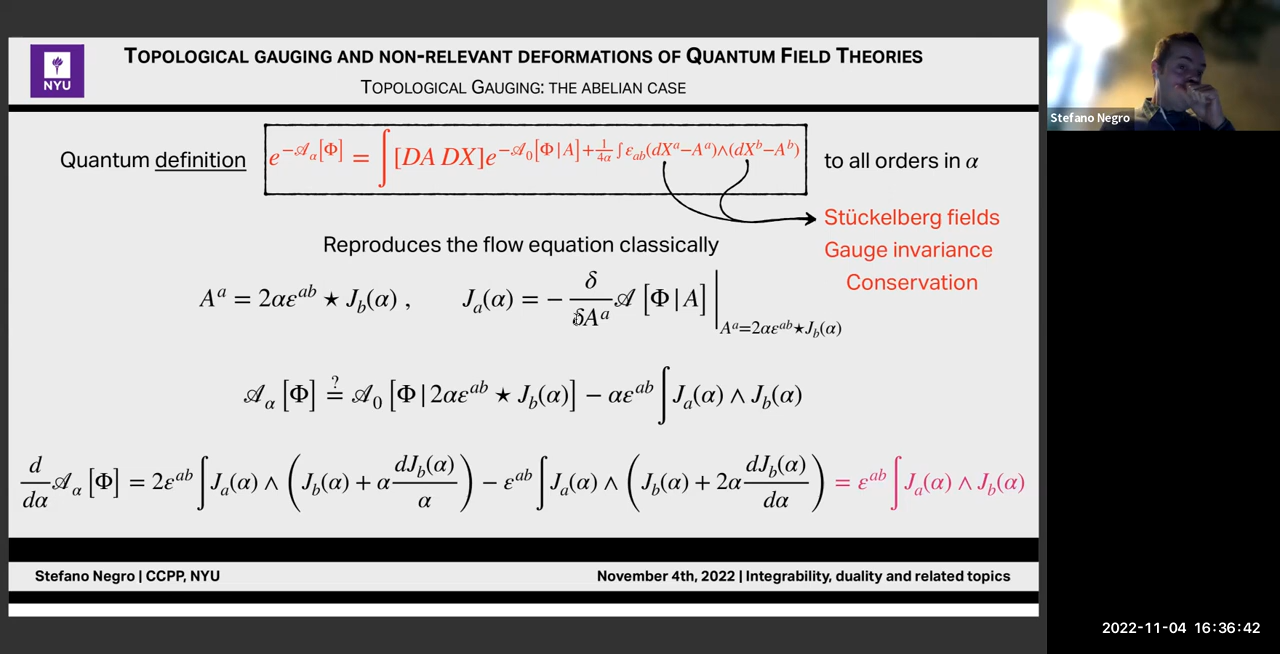 TOPOLOGICAL GAUGING AND NON-RELEVANT DEFORMATIONS OF QUANTUM FIELD THEORIES
NYU
TOPOLOGICAL GAUGING: THE ABELIAN CASE
Stefano Negro
Quantum definition e^{-𝒜_α[Φ]} = ∫[DA DX]e^{-𝒜_0[Φ|A]+\frac{1}{4α}∫ε_{ab}(dX^a−A^a)∧(dX^b−A^b)} to all orders in α
Stückelberg fields
Reproduces the flow equation classically
Gauge invariance
Conservation
A^a = 2αε^{ab} ⋆ J_b(α) , J_a(α) = − \frac{δ}{δA^a} 𝒜 [Φ|A] |_{A^a=2αε^{ab}⋆J_b(α)}
𝒜_α [Φ] \stackrel{?}{=} 𝒜_0 [Φ|2αε^{ab} ⋆ J_b(α)] − αε^{ab} ∫ J_a(α) ∧ J_b(α)
\frac{d}{dα} 𝒜_α [Φ] = 2ε^{ab} ∫ J_a(α) ∧ ( J_b(α) + α \frac{dJ_b(α)}{α} ) − ε^{ab} ∫ J_a(α) ∧ ( J_b(α) + 2α \frac{dJ_b(α)}{dα} ) = ε^{ab} ∫ J_a(α) ∧ J_b(α)
Stefano Negro | CCPP, NYU
November 4th, 2022 | Integrability, duality and related topics
2022-11-04 16:36:42